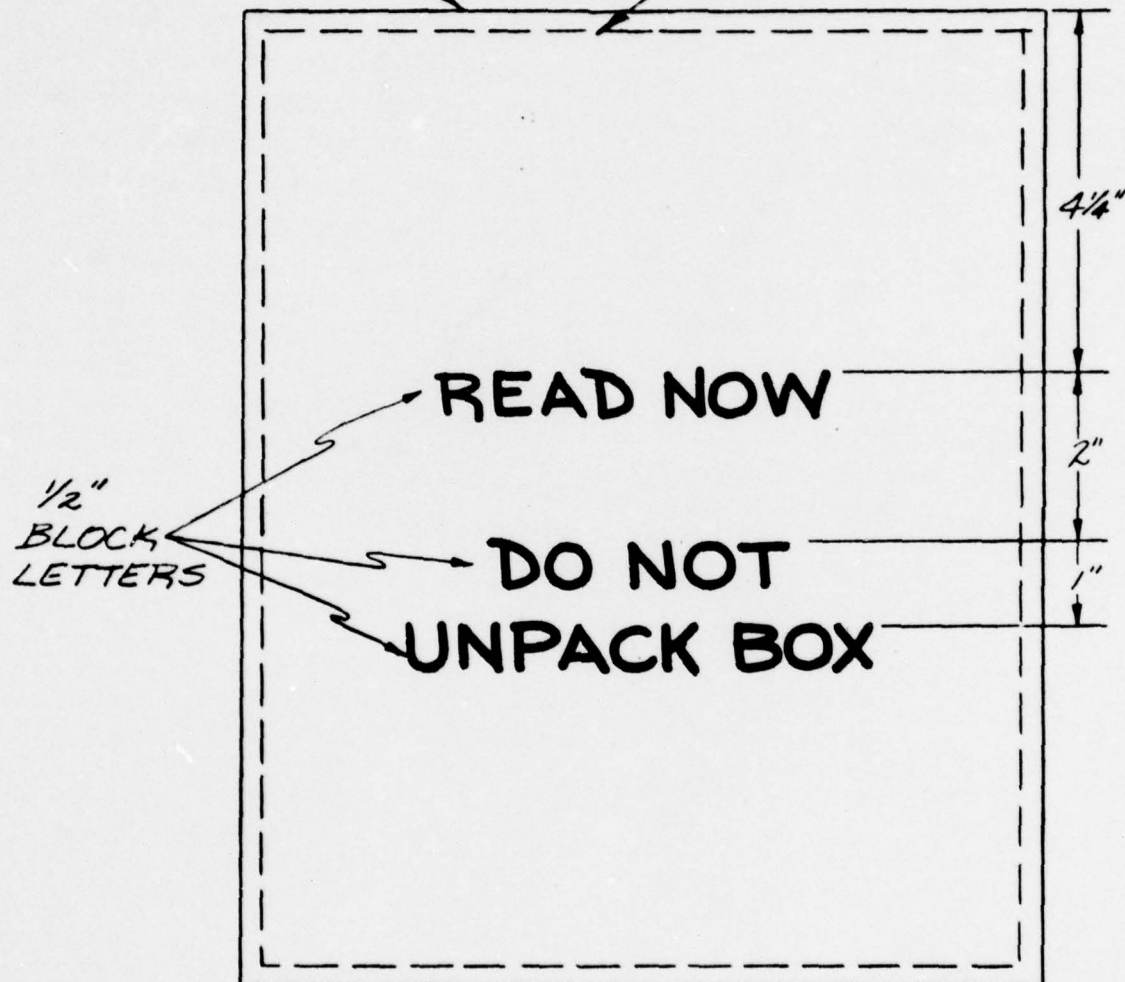 4¼"
READ NOW
2"
½"
BLOCK
LETTERS
DO NOT
1"
UNPACK BOX